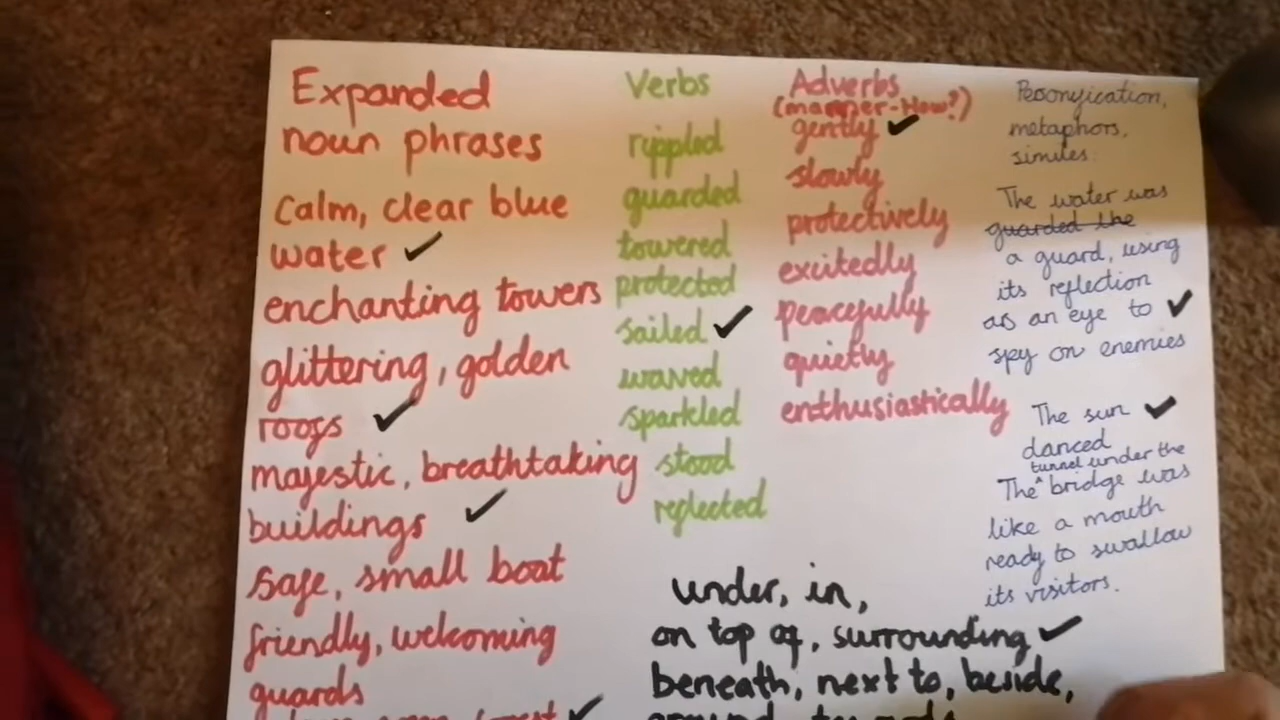 Expanded
noun phrases
Calm, clear blue
water ✓
enchanting towers
glittering, golden
roofs ✓
majestic, breathtaking
buildings ✓
safe, small boat
friendly, welcoming
guards
Verbs
rippled
guarded
towered
protected
sailed ✓
waved
sparkled
stood
reflected
Adverbs
(manner-How?)
gently ✓
slowly
protectively
excitedly
peacefully
quietly
enthusiastically
metaphors,
similes.
The water was
guarded the
a guard, using
its reflection
as an eye to ✓
spy on enemies
The sun ✓
danced
tunnel under the
The ^ bridge was
like a mouth
ready to swallow
its visitors.
under, in,
on top of, surrounding ✓
beneath, next to, beside,